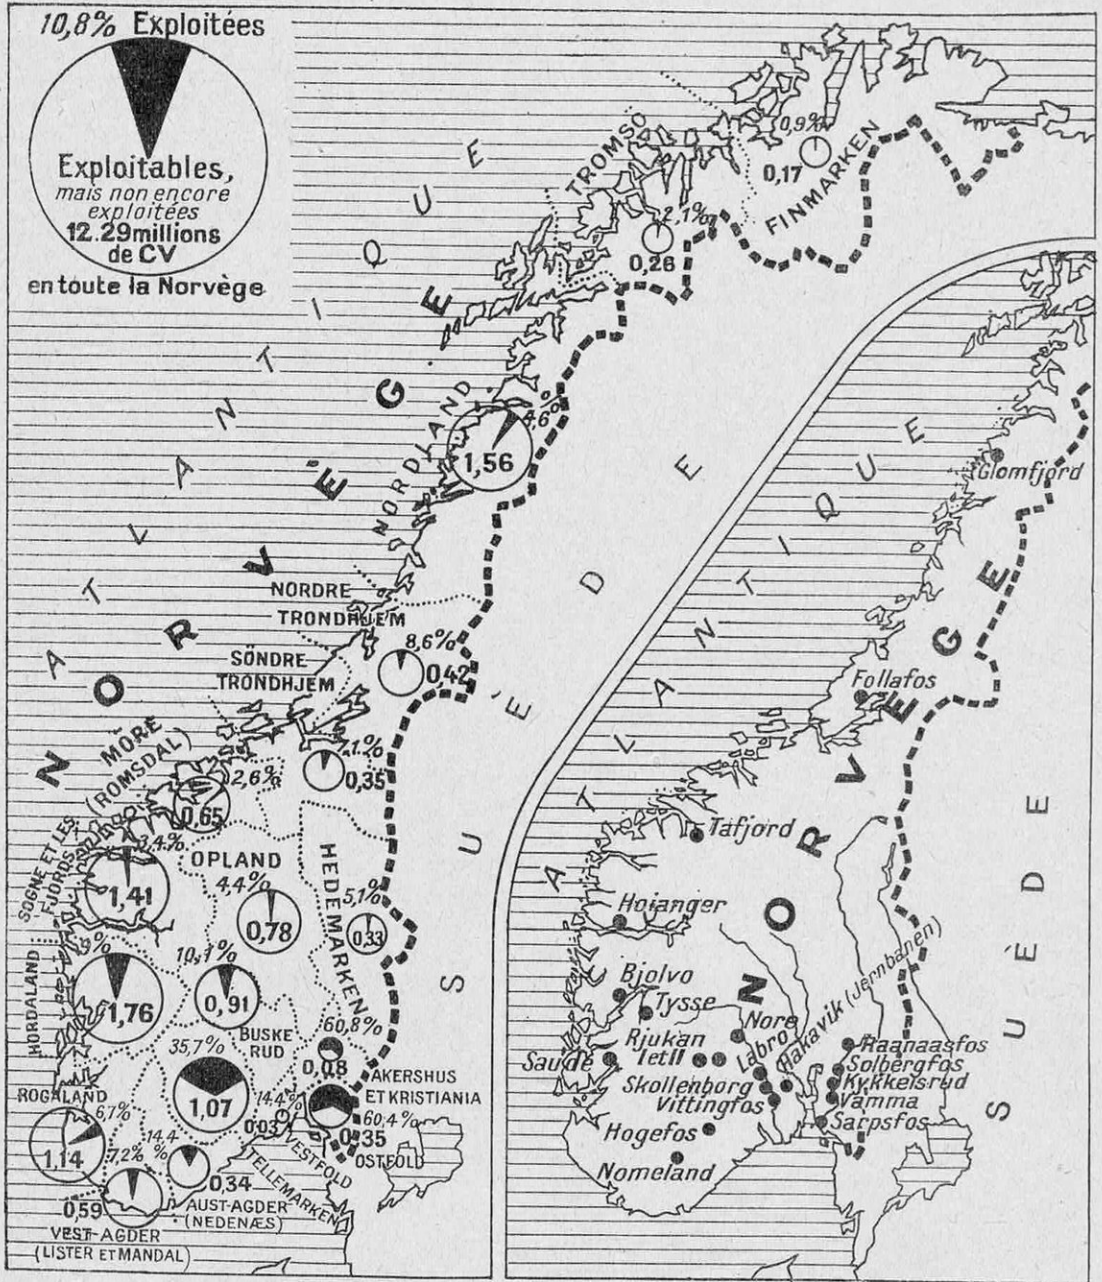 10,8% Exploitées
Exploitables,
mais non encore
exploitées
12.29 millions
de CV
en toute la Norvège
ATLANTIQUE
NORVÈGE
SUÈDE
FINMARKEN
0,9%
0,17
TROMSO
2,1%
0,26
NORDLAND
4,6%
1,56
NORDRE
TRONDHJEM
8,6%
0,42
SÖNDRE
TRONDHJEM
7,1%
0,35
MÖRE
(ROMSDAL)
2,6%
0,65
SOGNE ET LES
FJORDS
3,4%
1,41
OPLAND
4,4%
0,78
HEDEMARKEN
5,1%
0,33
HORDALAND
9%
1,76
10,1%
0,91
BUSKE
RUD
60,8%
0,08
AKERSHUS
ET KRISTIANIA
35,7%
1,07
14,4%
0,03
60,4%
0,35
OSTFOLD
VESTFOLD
TELLEMARKEN
ROGALAND
6,7%
1,14
14,4
%
0,34
AUST-AGDER
(NEDENÆS)
7,2%
0,59
VEST-AGDER
(LISTER ET MANDAL)
ATLANTIQUE
NORVÈGE
SUÈDE
Glomfjord
Follafos
Tafjord
Hoianger
Bjolvo
Tysse
Nore
Labro
Hakavik (Jernbanen)
Rjukan
I et II
Saude
Skollenborg
Vittingfos
Hogefos
Nomeland
Raanaasfos
Solbergfos
Kykkelsrud
Vamma
Sarpsfos